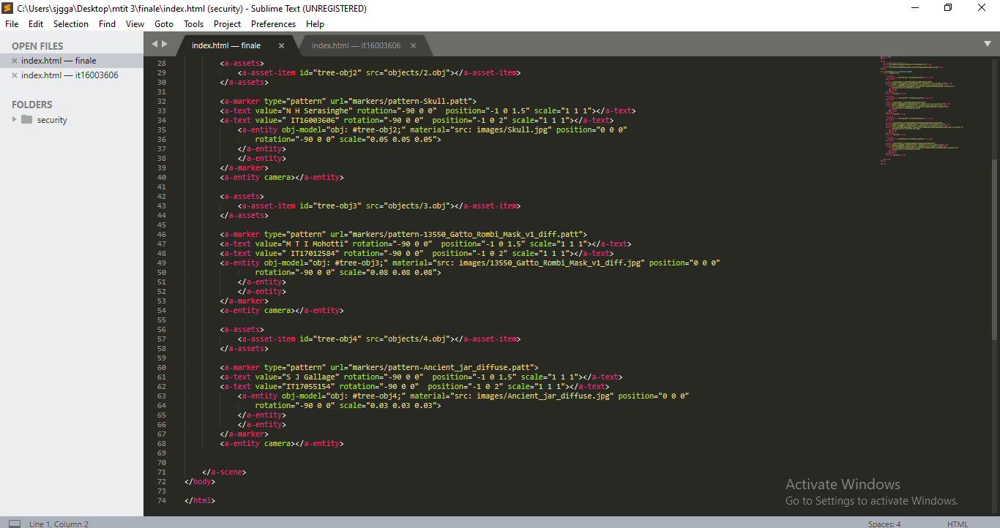 C:\Users\sjgga\Desktop\mtit 3\finale\index.html (security) - Sublime Text (UNREGISTERED)
File Edit Selection Find View Goto Tools Project Preferences Help
OPEN FILES
index.html — finale
index.html — it16003606
FOLDERS
security
index.html — finale
index.html — it16003606
28 <a-assets>
29 <a-asset-item id="tree-obj2" src="objects/2.obj"></a-asset-item>
30 </a-assets>
31
32 <a-marker type="pattern" url="markers/pattern-Skull.patt">
33 <a-text value="N H Serasinghe" rotation="-90 0 0"  position="-1 0 1.5" scale="1 1 1"></a-text>
34 <a-text value=" IT16003606" rotation="-90 0 0"  position="-1 0 2" scale="1 1 1"></a-text>
35 <a-entity obj-model="obj: #tree-obj2;" material="src: images/Skull.jpg" position="0 0 0"
36 rotation="-90 0 0" scale="0.05 0.05 0.05">
37 </a-entity>
38 </a-entity>
39 </a-marker>
40 <a-entity camera></a-entity>
41
42 <a-assets>
43 <a-asset-item id="tree-obj3" src="objects/3.obj"></a-asset-item>
44 </a-assets>
45
46 <a-marker type="pattern" url="markers/pattern-13550_Gatto_Rombi_Mask_v1_diff.patt">
47 <a-text value="M T I Mohotti" rotation="-90 0 0"  position="-1 0 1.5" scale="1 1 1"></a-text>
48 <a-text value=" IT17012584" rotation="-90 0 0"  position="-1 0 2" scale="1 1 1"></a-text>
49 <a-entity obj-model="obj: #tree-obj3;" material="src: images/13550_Gatto_Rombi_Mask_v1_diff.jpg" position="0 0 0"
50 rotation="-90 0 0" scale="0.08 0.08 0.08">
51 </a-entity>
52 </a-entity>
53 </a-marker>
54 <a-entity camera></a-entity>
55
56 <a-assets>
57 <a-asset-item id="tree-obj4" src="objects/4.obj"></a-asset-item>
58 </a-assets>
59
60 <a-marker type="pattern" url="markers/pattern-Ancient_jar_diffuse.patt">
61 <a-text value="S J Gallage" rotation="-90 0 0"  position="-1 0 1.5" scale="1 1 1"></a-text>
62 <a-text value="IT17055154" rotation="-90 0 0"  position="-1 0 2" scale="1 1 1"></a-text>
63 <a-entity obj-model="obj: #tree-obj4;" material="src: images/Ancient_jar_diffuse.jpg" position="0 0 0"
64 rotation="-90 0 0" scale="0.03 0.03 0.03">
65 </a-entity>
66 </a-entity>
67 </a-marker>
68 <a-entity camera></a-entity>
69
70
71 </a-scene>
72 </body>
73
74 </html>
Activate Windows
Go to Settings to activate Windows.
Line 1, Column 2
Spaces: 4
HTML